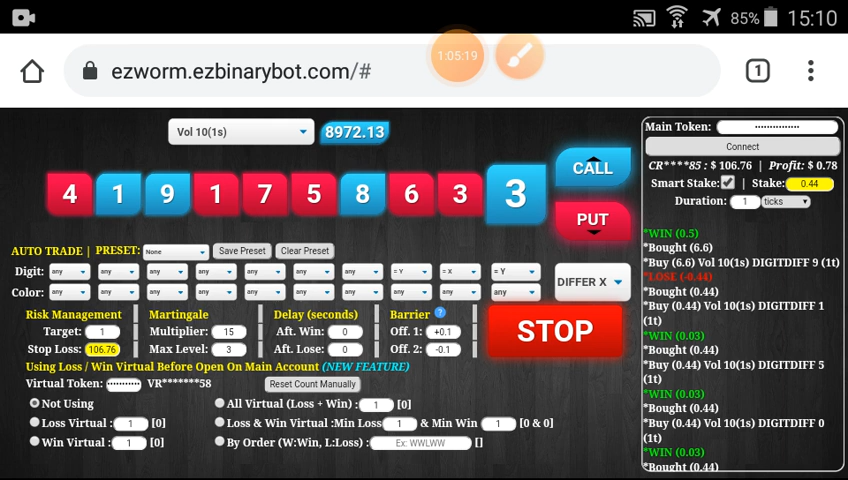 85% 15:10
ezworm.ezbinarybot.com/#
1:05:19
1
Vol 10(1s) 8972.13
4 1 9 1 7 5 8 6 3 3
CALL
PUT
AUTO TRADE | PRESET: None Save Preset Clear Preset
Digit: any any any any any any any = Y = X = Y
Color: any any any any any any any any any any
DIFFER X
Risk Management Martingale Delay (seconds) Barrier ?
Target: 1 Multiplier: 15 Aft. Win: 0 Off. 1: +0.1
Stop Loss: 106.76 Max Level: 3 Aft. Lose: 0 Off. 2: -0.1
STOP
Using Loss / Win Virtual Before Open On Main Account (NEW FEATURE)
Virtual Token: •••••••••• VR*******58 Reset Count Manually
Not Using All Virtual (Loss + Win) : 1 [0]
Loss Virtual : 1 [0] Loss & Win Virtual :Min Loss 1 & Min Win 1 [0 & 0]
Win Virtual : 1 [0] By Order (W:Win, L:Loss) : Ex: WWLWW []
Main Token: •••••••••••••••
Connect
CR****85 : $ 106.76 | Profit: $ 0.78
Smart Stake: | Stake: 0.44
Duration: 1 ticks
*WIN (0.5)
*Bought (6.6)
*Buy (6.6) Vol 10(1s) DIGITDIFF 9 (1t)
*LOSE (-0.44)
*Bought (0.44)
*Buy (0.44) Vol 10(1s) DIGITDIFF 1
(1t)
*WIN (0.03)
*Bought (0.44)
*Buy (0.44) Vol 10(1s) DIGITDIFF 5
(1t)
*WIN (0.03)
*Bought (0.44)
*Buy (0.44) Vol 10(1s) DIGITDIFF 0
(1t)
*WIN (0.03)
*Bought (0.44)